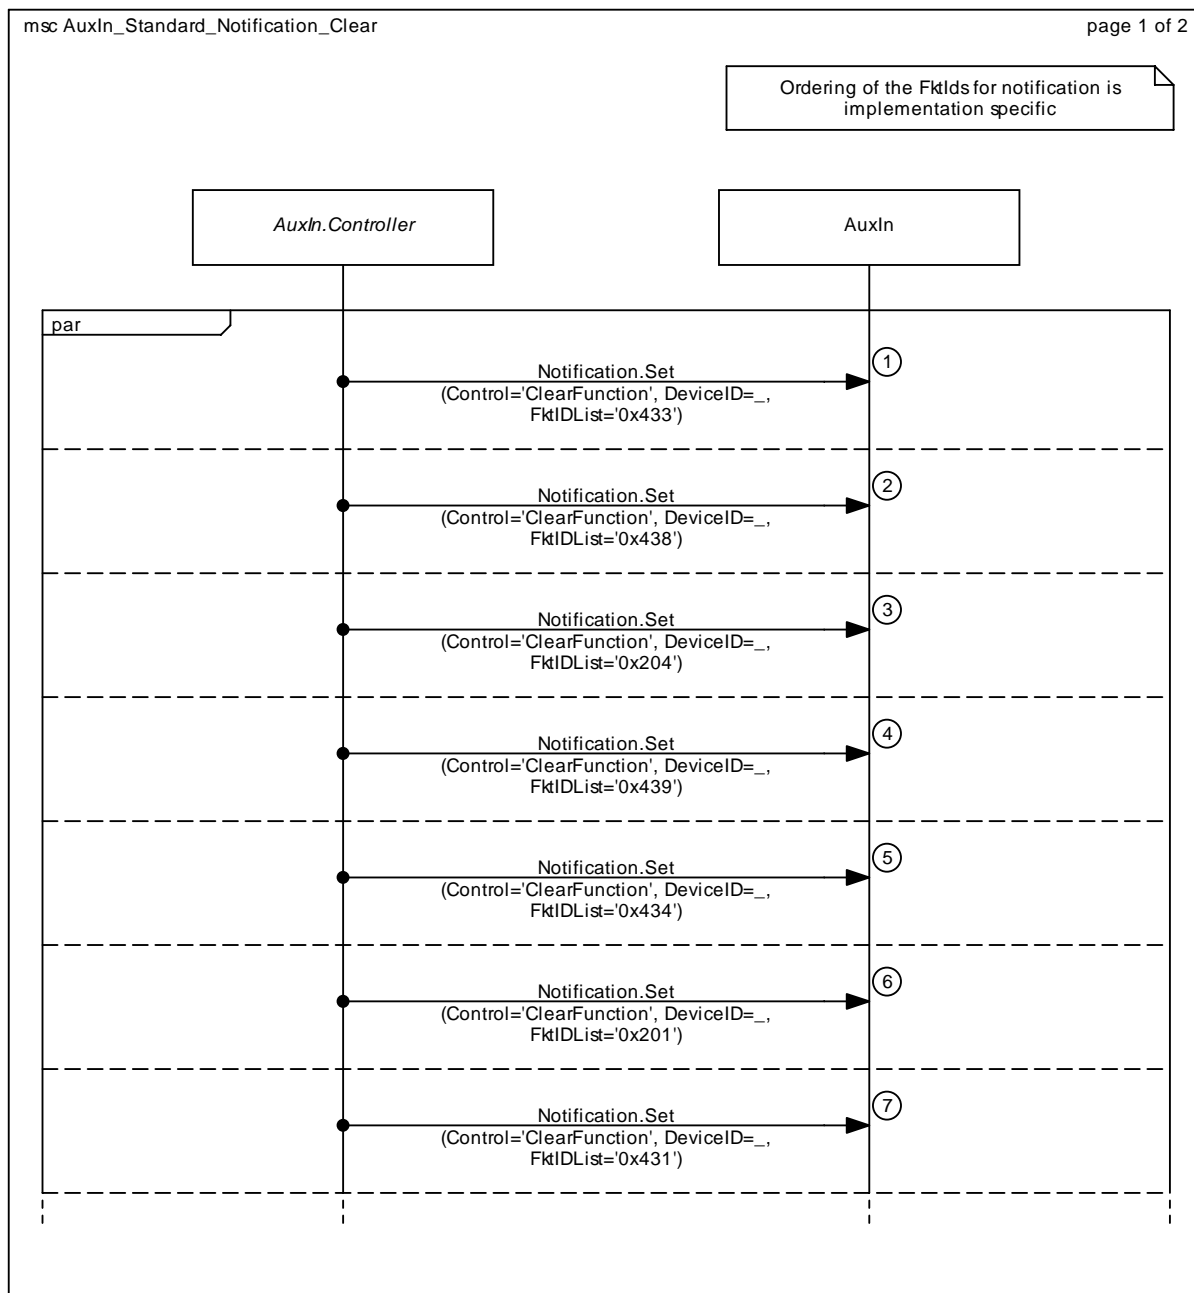 msc AuxIn_Standard_Notification_Clear
page 1 of 2
Ordering of the FktIds for notification is
implementation specific
AuxIn.Controller
AuxIn
par
1
Notification.Set
(Control='ClearFunction', DeviceID=_,
FktIDList='0x433')
2
Notification.Set
(Control='ClearFunction', DeviceID=_,
FktIDList='0x438')
3
Notification.Set
(Control='ClearFunction', DeviceID=_,
FktIDList='0x204')
4
Notification.Set
(Control='ClearFunction', DeviceID=_,
FktIDList='0x439')
5
Notification.Set
(Control='ClearFunction', DeviceID=_,
FktIDList='0x434')
6
Notification.Set
(Control='ClearFunction', DeviceID=_,
FktIDList='0x201')
7
Notification.Set
(Control='ClearFunction', DeviceID=_,
FktIDList='0x431')